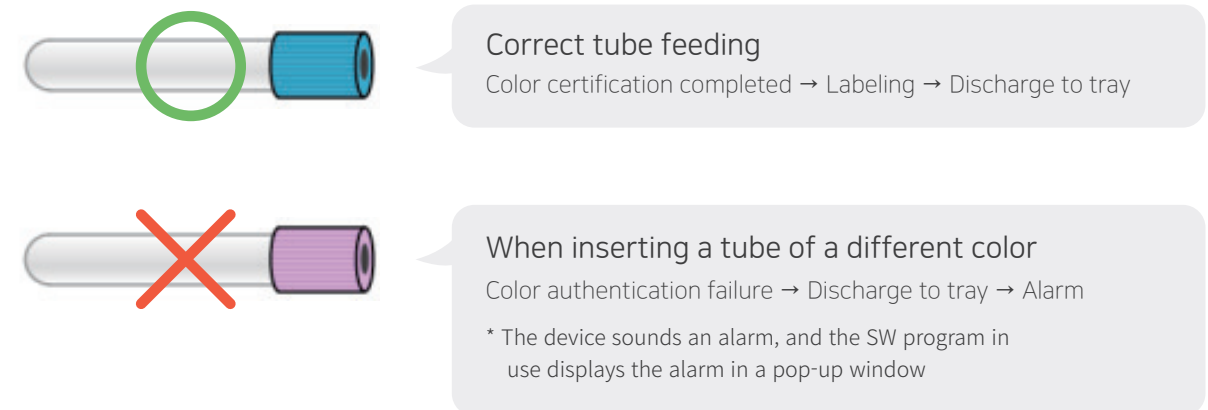 Correct tube feeding
Color certification completed → Labeling → Discharge to tray
When inserting a tube of a different color
Color authentication failure → Discharge to tray → Alarm
* The device sounds an alarm, and the SW program in
use displays the alarm in a pop-up window